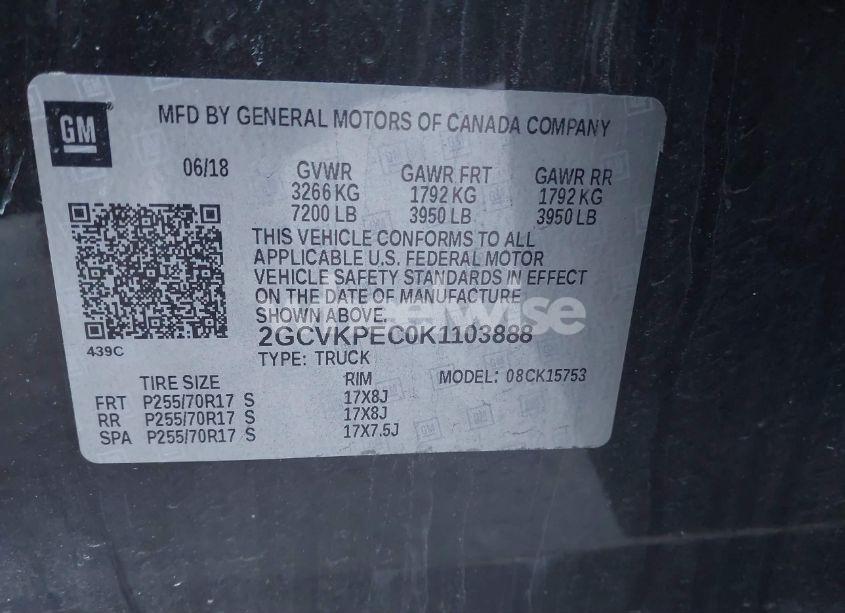 GM
MFD BY GENERAL MOTORS OF CANADA COMPANY
06/18 GVWR GAWR FRT GAWR RR
3266 KG 1792 KG 1792 KG
7200 LB 3950 LB 3950 LB
THIS VEHICLE CONFORMS TO ALL
APPLICABLE U.S. FEDERAL MOTOR
VEHICLE SAFETY STANDARDS IN EFFECT
ON THE DATE OF MANUFACTURE
SHOWN ABOVE.
2GCVKPEC0K1103888
439C
TYPE: TRUCK
TIRE SIZE RIM MODEL: 08CK15753
FRT P255/70R17 S 17X8J
RR P255/70R17 S 17X8J
SPA P255/70R17 S 17X7.5J